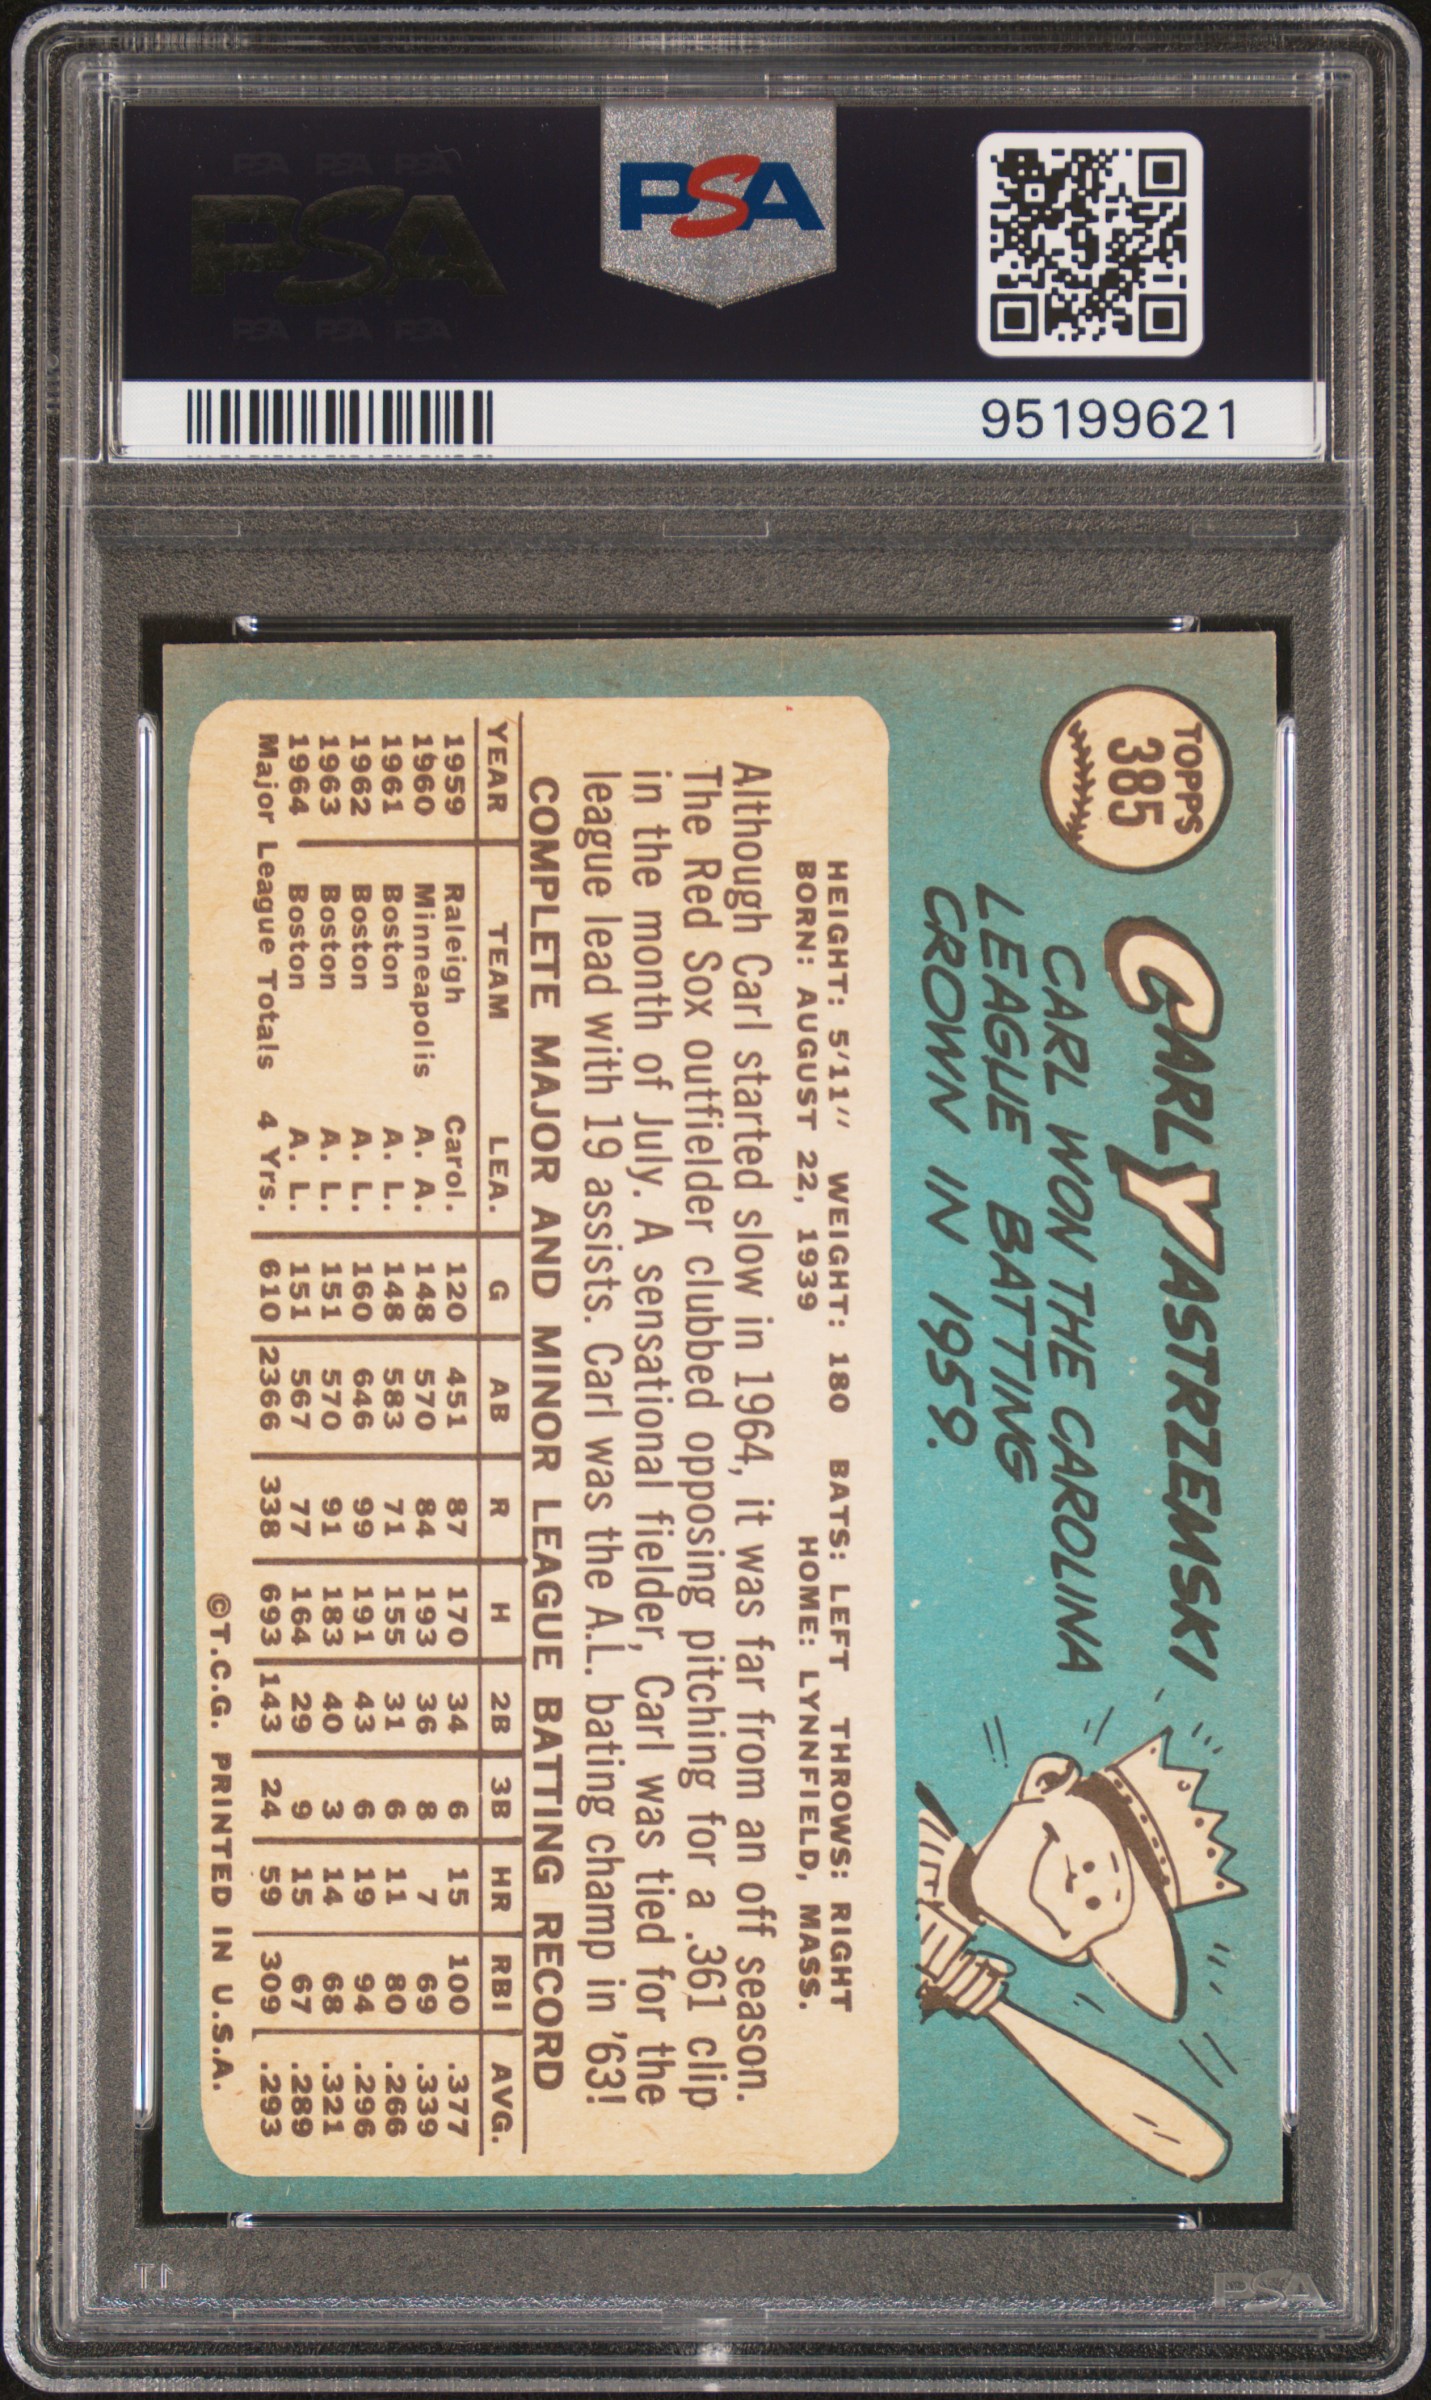 PSA PSA PSA
PSA
PSA PSA PSA
PSA
95199621
TOPPS
385
CARL YASTRZEMSKI
CARL WON THE CAROLINA
LEAGUE BATTING
CROWN IN 1959.
HEIGHT: 5'11" WEIGHT: 180 BATS: LEFT THROWS: RIGHT
BORN: AUGUST 22, 1939 HOME: LYNNFIELD, MASS.
Although Carl started slow in 1964, it was far from an off season.
The Red Sox outfielder clubbed opposing pitching for a .361 clip
in the month of July. A sensational fielder, Carl was tied for the
league lead with 19 assists. Carl was the A.L. bating champ in '63!
COMPLETE MAJOR AND MINOR LEAGUE BATTING RECORD
YEAR TEAM LEA. G AB R H 2B 3B HR RBI AVG.
1959 Raleigh Carol. 120 451 87 170 34 6 15 100 .377
1960 Minneapolis A. A. 148 570 84 193 36 8 7 69 .339
1961 Boston A. L. 148 583 71 155 31 6 11 80 .266
1962 Boston A. L. 160 646 99 191 43 6 19 94 .296
1963 Boston A. L. 151 570 91 183 40 3 14 68 .321
1964 Boston A. L. 151 567 77 164 29 9 15 67 .289
Major League Totals 4 Yrs. 610 2366 338 693 143 24 59 309 .293
©T.C.G. PRINTED IN U.S.A.
PSA